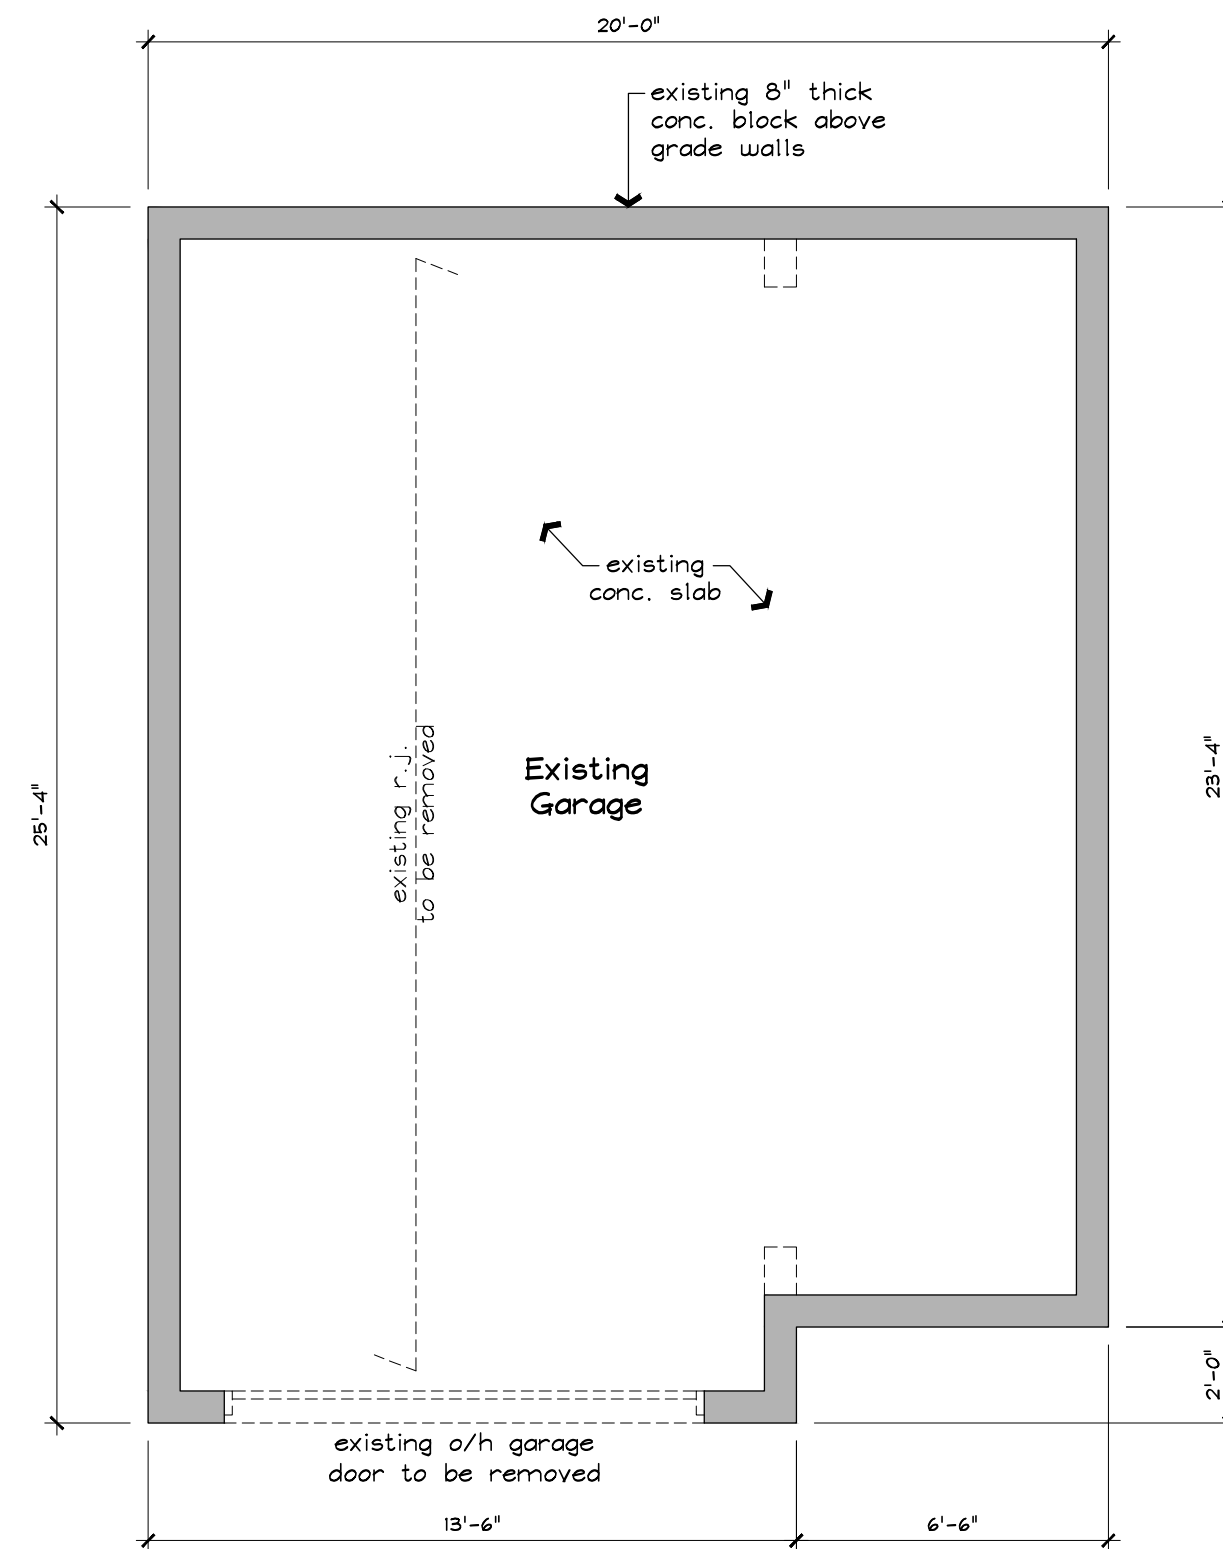 20'-0"
existing 8" thick
conc. block above
grade walls
existing
conc. slab
existing r.j.
to be removed
Existing
Garage
25'-4"
23'-4"
2'-0"
existing o/h garage
door to be removed
13'-6"
6'-6"